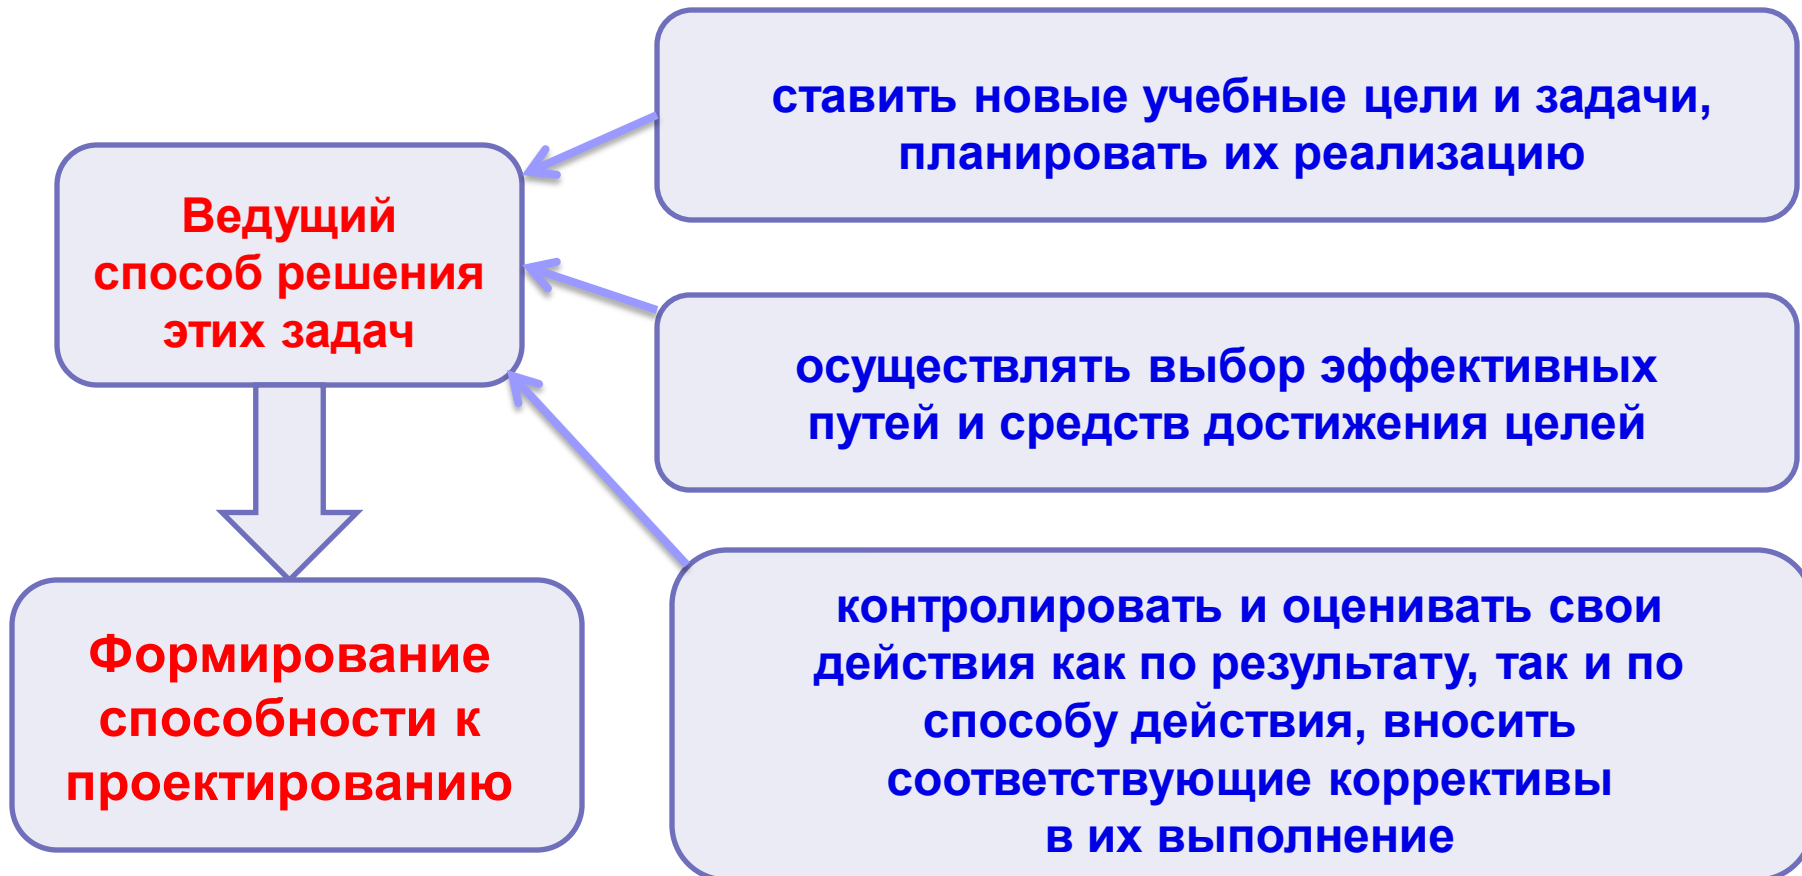 ставить новые учебные цели и задачи,
планировать их реализацию
Ведущий
способ решения
этих задач
осуществлять выбор эффективных
путей и средств достижения целей
Формирование
способности к
проектированию
контролировать и оценивать свои
действия как по результату, так и по
способу действия, вносить
соответствующие коррективы
в их выполнение